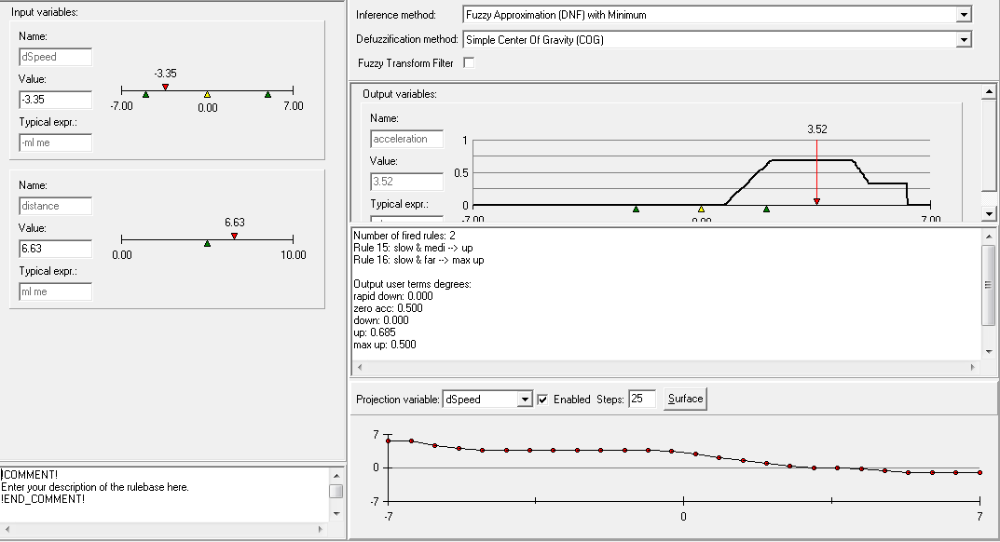 Input variables:
Name:
dSpeed
Value:
-3.35
Typical expr.:
-ml me
-3.35
-7.00
0.00
7.00
Name:
distance
Value:
6.63
Typical expr.:
ml me
6.63
0.00
10.00
!COMMENT!
Enter your description of the rulebase here.
!END_COMMENT!
Inference method:
Fuzzy Approximation (DNF) with Minimum
Defuzzification method:
Simple Center Of Gravity (COG)
Fuzzy Transform Filter
Output variables:
Name:
acceleration
Value:
3.52
Typical expr.:
3.52
1
0.5
0
-7.00
0.00
7.00
Number of fired rules: 2
Rule 15: slow & medi --> up
Rule 16: slow & far --> max up
Output user terms degrees:
rapid down: 0.000
zero acc: 0.500
down: 0.000
up: 0.685
max up: 0.500
Projection variable:
dSpeed
Enabled
Steps:
25
Surface
7
0
-7
-7
0
7